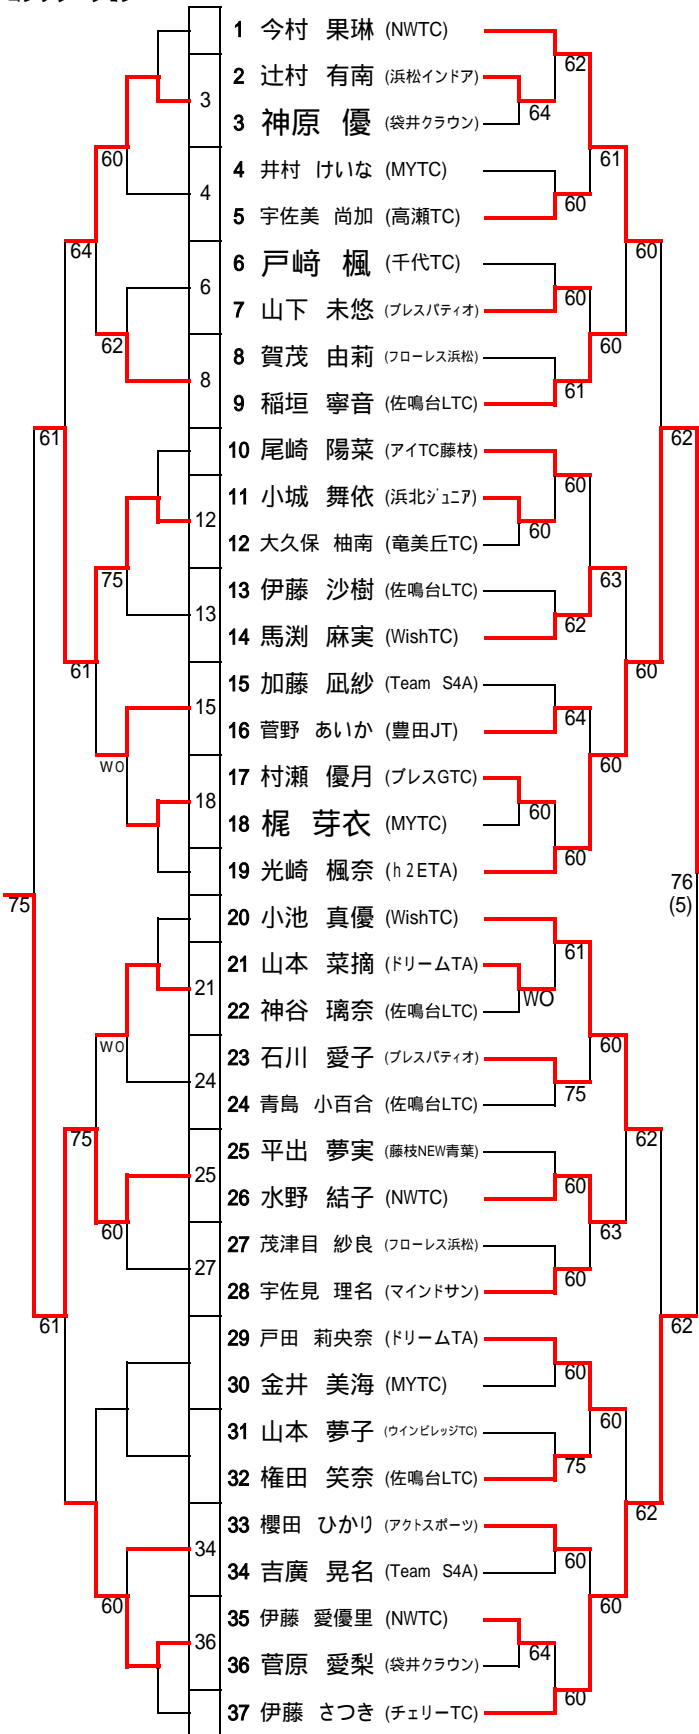 1 今村 果琳 (NWTC)
62
2 辻村 有南 (浜松インドア)
3
64
3 神原 優 (袋井クラウン)
60
61
4 井村 けいな (MYTC)
4
60
5 宇佐美 尚加 (高瀬TC)
64
60
6 戸﨑 楓 (千代TC)
6
60
7 山下 未悠 (ブレスパティオ)
62
60
8 賀茂 由莉 (フローレス浜松)
8
61
9 稲垣 寧音 (佐鳴台LTC)
61
62
10 尾崎 陽菜 (アイTC藤枝)
60
11 小城 舞依 (浜北ジュニア)
12
60
12 大久保 柚南 (竜美丘TC)
75
63
13 伊藤 沙樹 (佐鳴台LTC)
13
62
14 馬渕 麻実 (WishTC)
61
60
15 加藤 凪紗 (Team S4A)
15
64
16 菅野 あいか (豊田JT)
WO
60
17 村瀬 優月 (ブレスGTC)
18
60
18 梶 芽衣 (MYTC)
60
19 光崎 楓奈 (h2ETA)
75
76
(5)
20 小池 真優 (WishTC)
61
21 山本 菜摘 (ドリームTA)
21
WO
22 神谷 璃奈 (佐鳴台LTC)
WO
60
23 石川 愛子 (ブレスパティオ)
24
75
24 青島 小百合 (佐鳴台LTC)
75
62
25 平出 夢実 (藤枝NEW青葉)
25
60
26 水野 結子 (NWTC)
60
63
27 茂津目 紗良 (フローレス浜松)
27
60
28 宇佐見 理名 (マインドサン)
61
62
29 戸田 莉央奈 (ドリームTA)
60
30 金井 美海 (MYTC)
60
31 山本 夢子 (ウインビレッジTC)
75
32 権田 笑奈 (佐鳴台LTC)
62
33 櫻田 ひかり (アクトスポーツ)
34
60
34 吉廣 晃名 (Team S4A)
60
60
35 伊藤 愛優里 (NWTC)
36
64
36 菅原 愛梨 (袋井クラウン)
60
37 伊藤 さつき (チェリーTC)